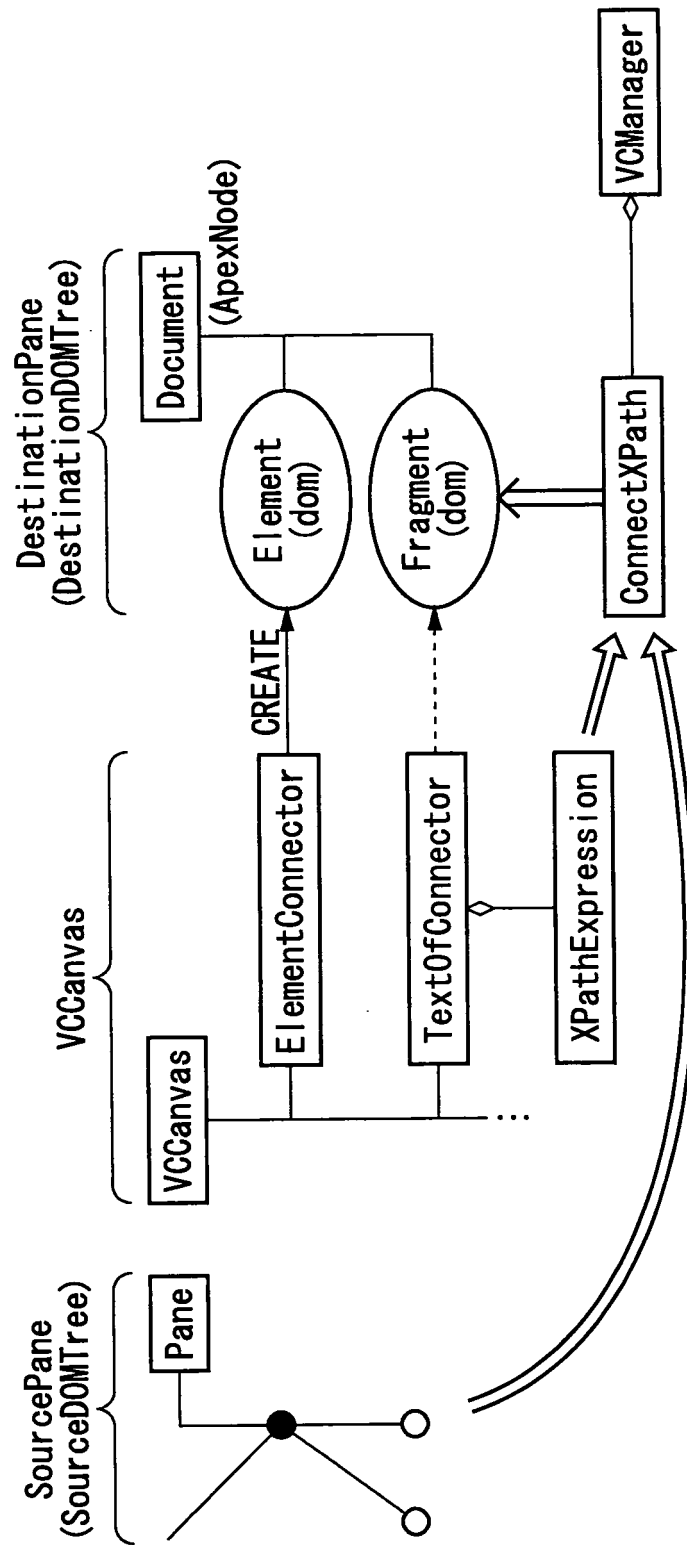 SourcePane
(SourceDOMTree)
VCCanvas
DestinationPane
(DestinationDOMTree)
Pane
VCCanvas
Document
(ApexNode)
ElementConnector
CREATE
Element
(dom)
TextOfConnector
Fragment
(dom)
...
XPathExpression
ConnectXPath
VCManager